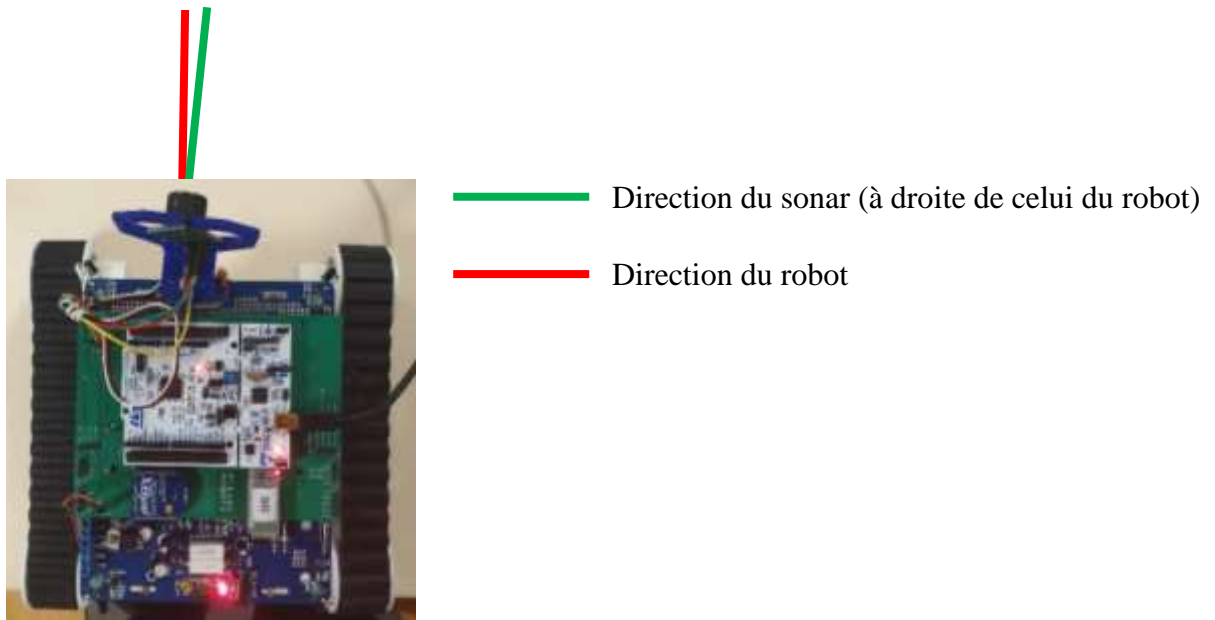 Direction du sonar (à droite de celui du robot)
Direction du robot